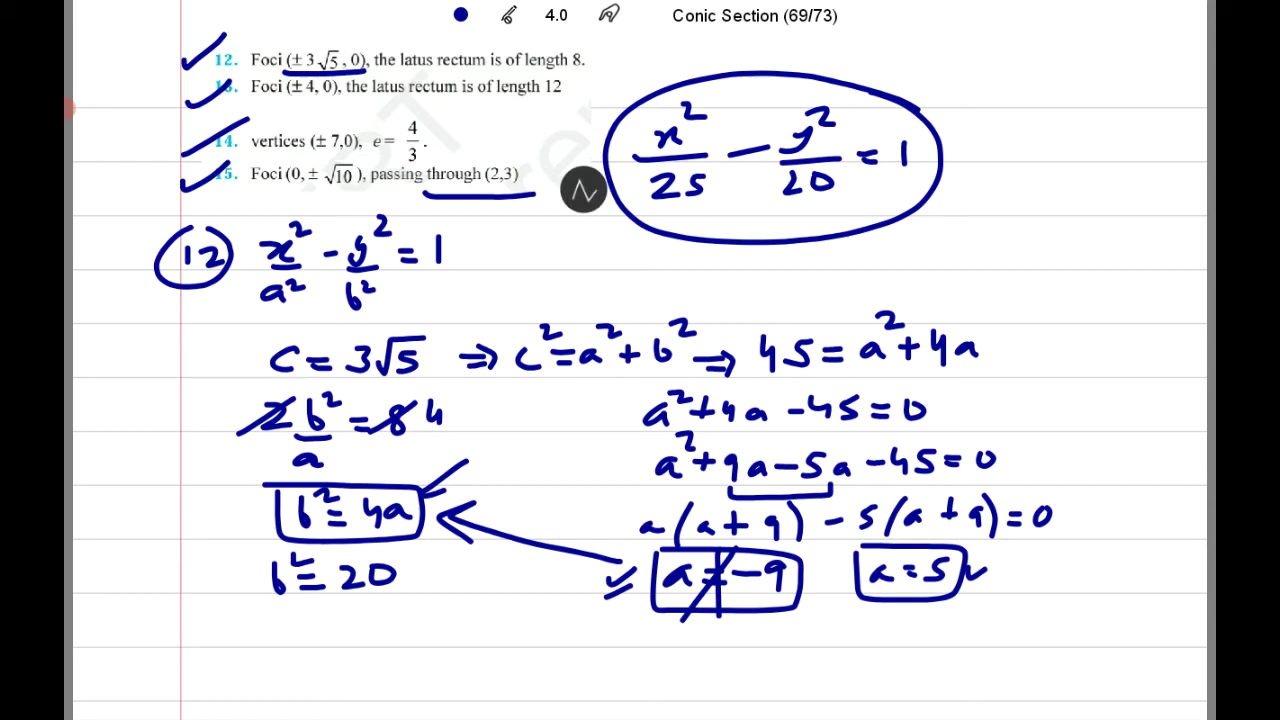 4.0 Conic Section (69/73)
12. Foci (± 3√5, 0), the latus rectum is of length 8.
13. Foci (± 4, 0), the latus rectum is of length 12
14. vertices (± 7,0), e = 4/3.
15. Foci (0, ± √10), passing through (2,3)
x²/25 − y²/20 = 1
12 x²/a² - y²/b² = 1
c = 3√5 ⇒ c² = a² + b² ⇒ 45 = a² + 4a
2b²/a = 8 4
a² + 4a − 45 = 0
a² + 9a − 5a − 45 = 0
b² = 4a
a(a + 9) − 5(a + 9) = 0
b² = 20
a = −9
a = 5